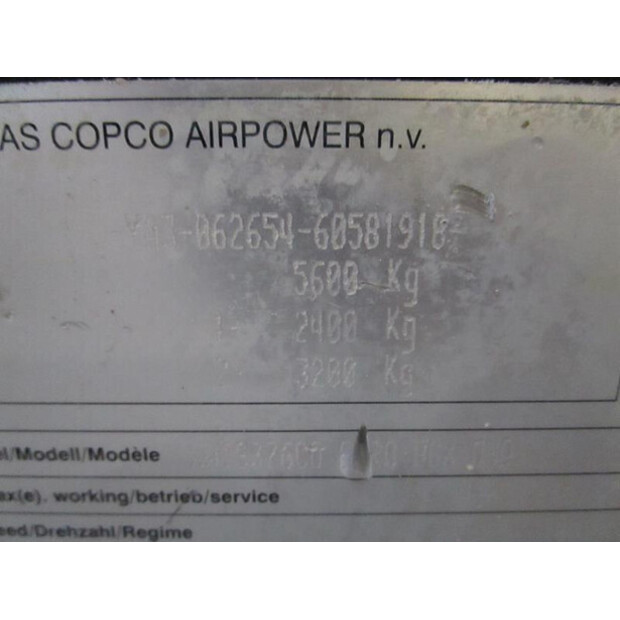 AS COPCO AIRPOWER n.v.
-062654-60581918
5600 Kg
2400 Kg
3200 Kg
el/Modell/Modèle
ax(e). working/betrieb/service
eed/Drehzahl/Regime